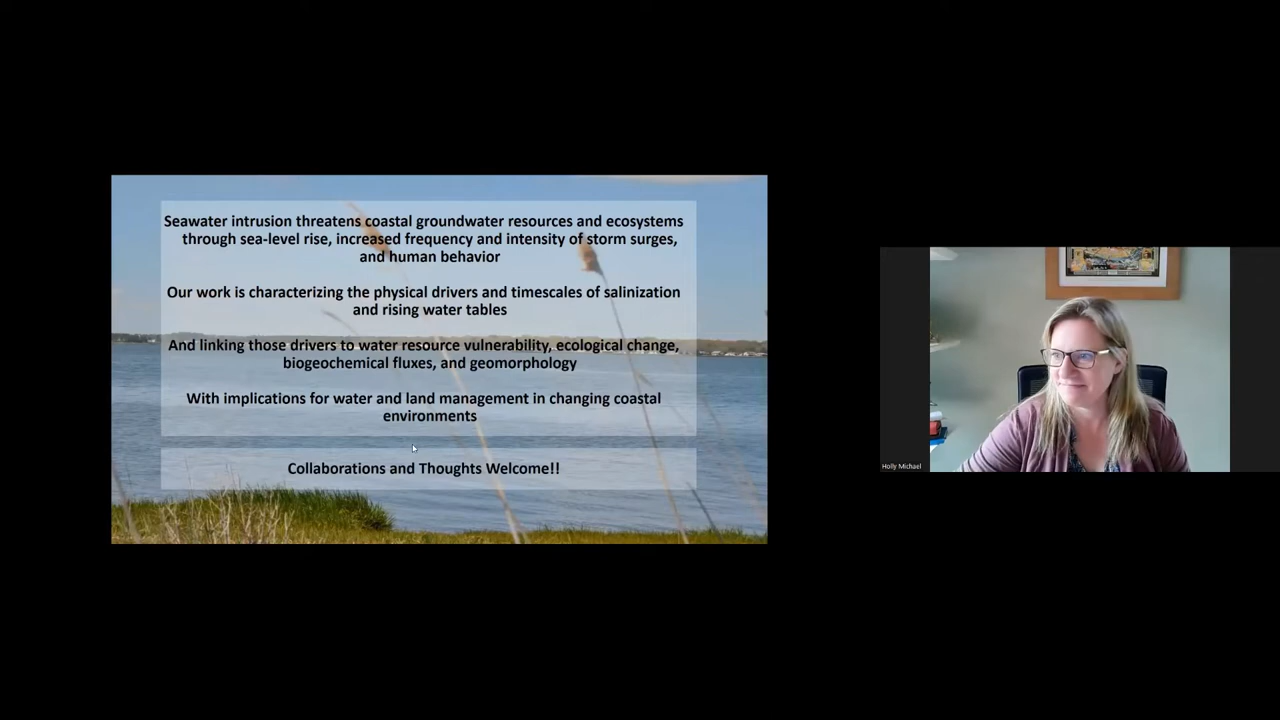 Seawater intrusion threatens coastal groundwater resources and ecosystems
through sea-level rise, increased frequency and intensity of storm surges,
and human behavior
Our work is characterizing the physical drivers and timescales of salinization
and rising water tables
And linking those drivers to water resource vulnerability, ecological change,
biogeochemical fluxes, and geomorphology
With implications for water and land management in changing coastal
environments
Collaborations and Thoughts Welcome!!
Holly Michael